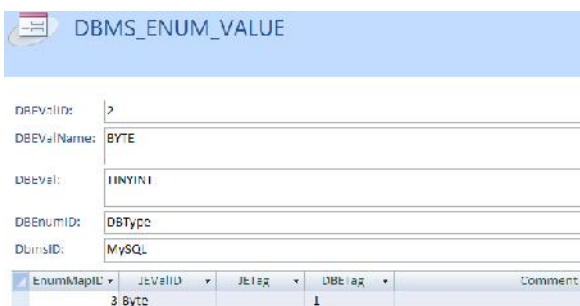 DBMS_ENUM_VALUE
DBEValID: 2
DBEValName: BYTE
DBEVal: TINYINT
DBEnumID: DBType
DbmsID: MySQL
EnumMapID JEValID JETag DBETag Comment
3 Byte 1